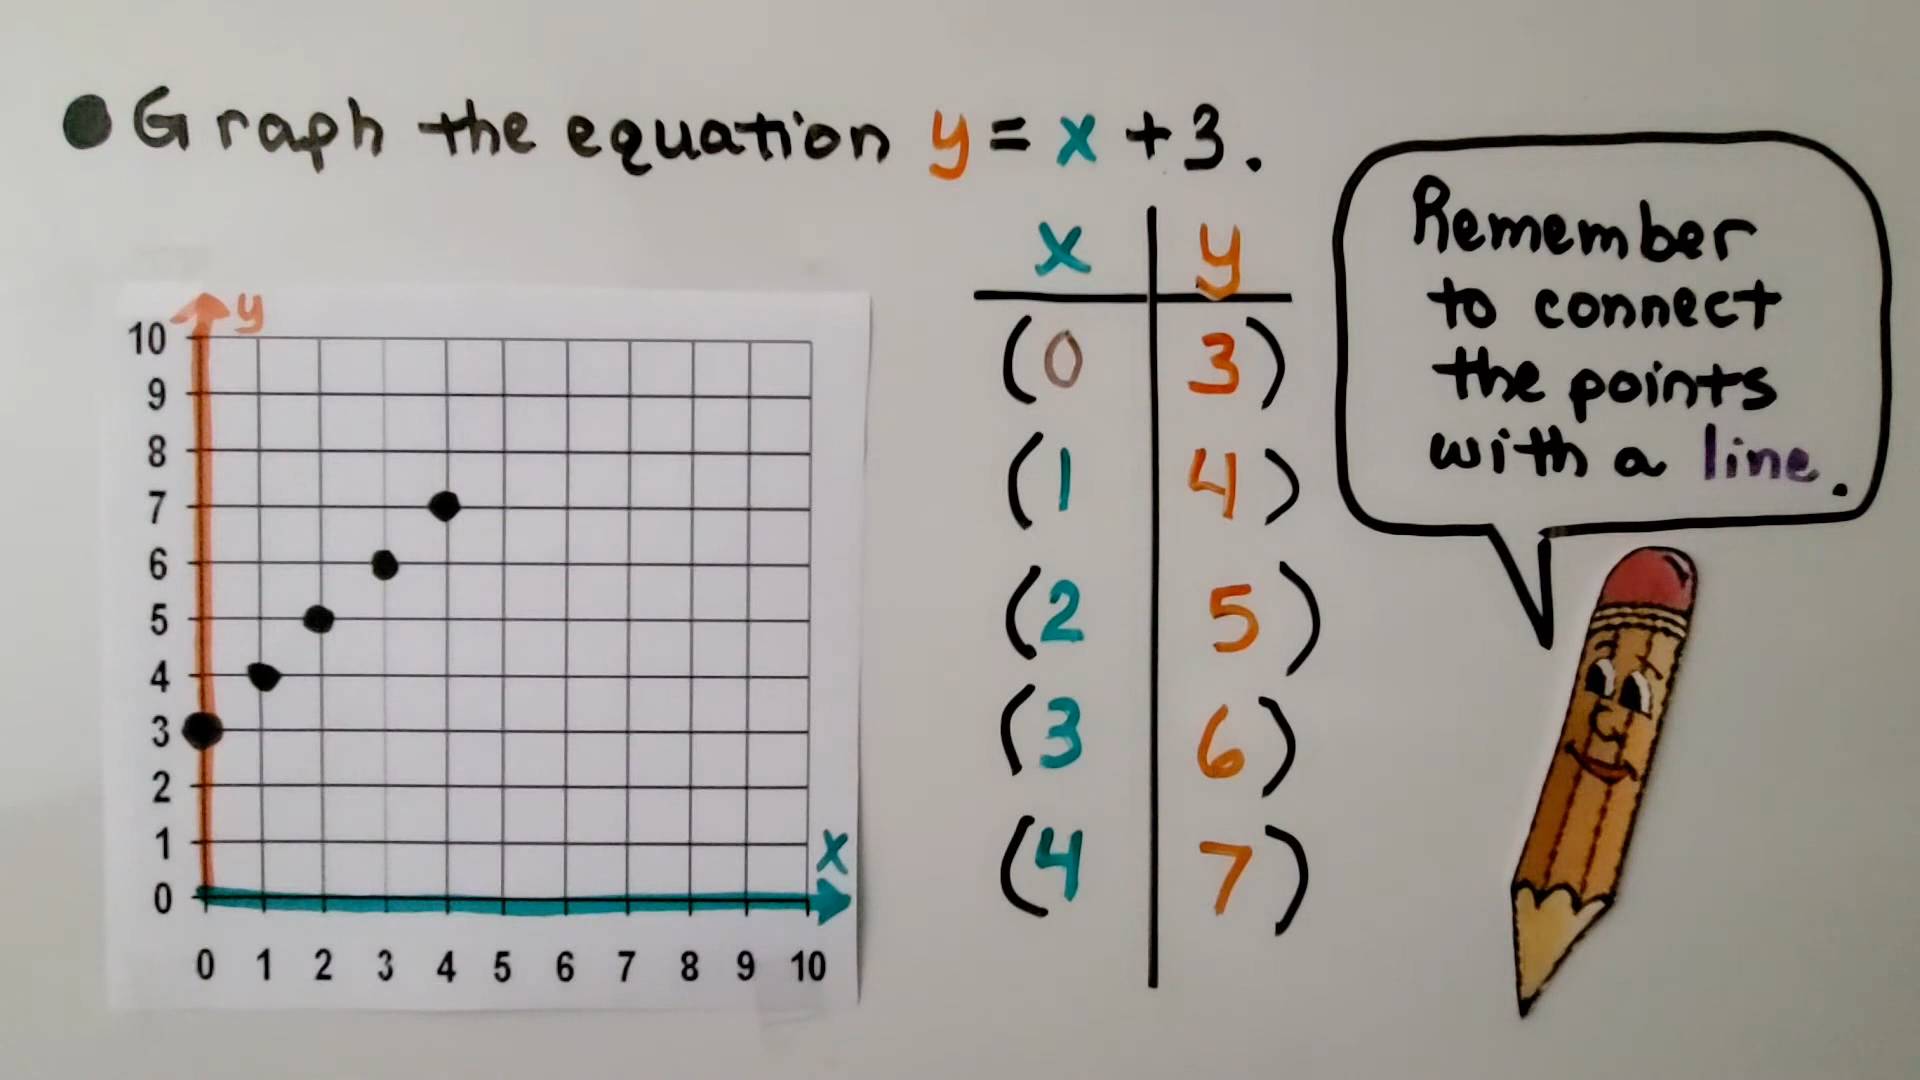 Graph the equation y = x + 3.
x y
(0 3)
(1 4)
(2 5)
(3 6)
(4 7)
Remember
to connect
the points
with a line.
y
10
9
8
7
6
5
4
3
2
1
0
x
0 1 2 3 4 5 6 7 8 9 10